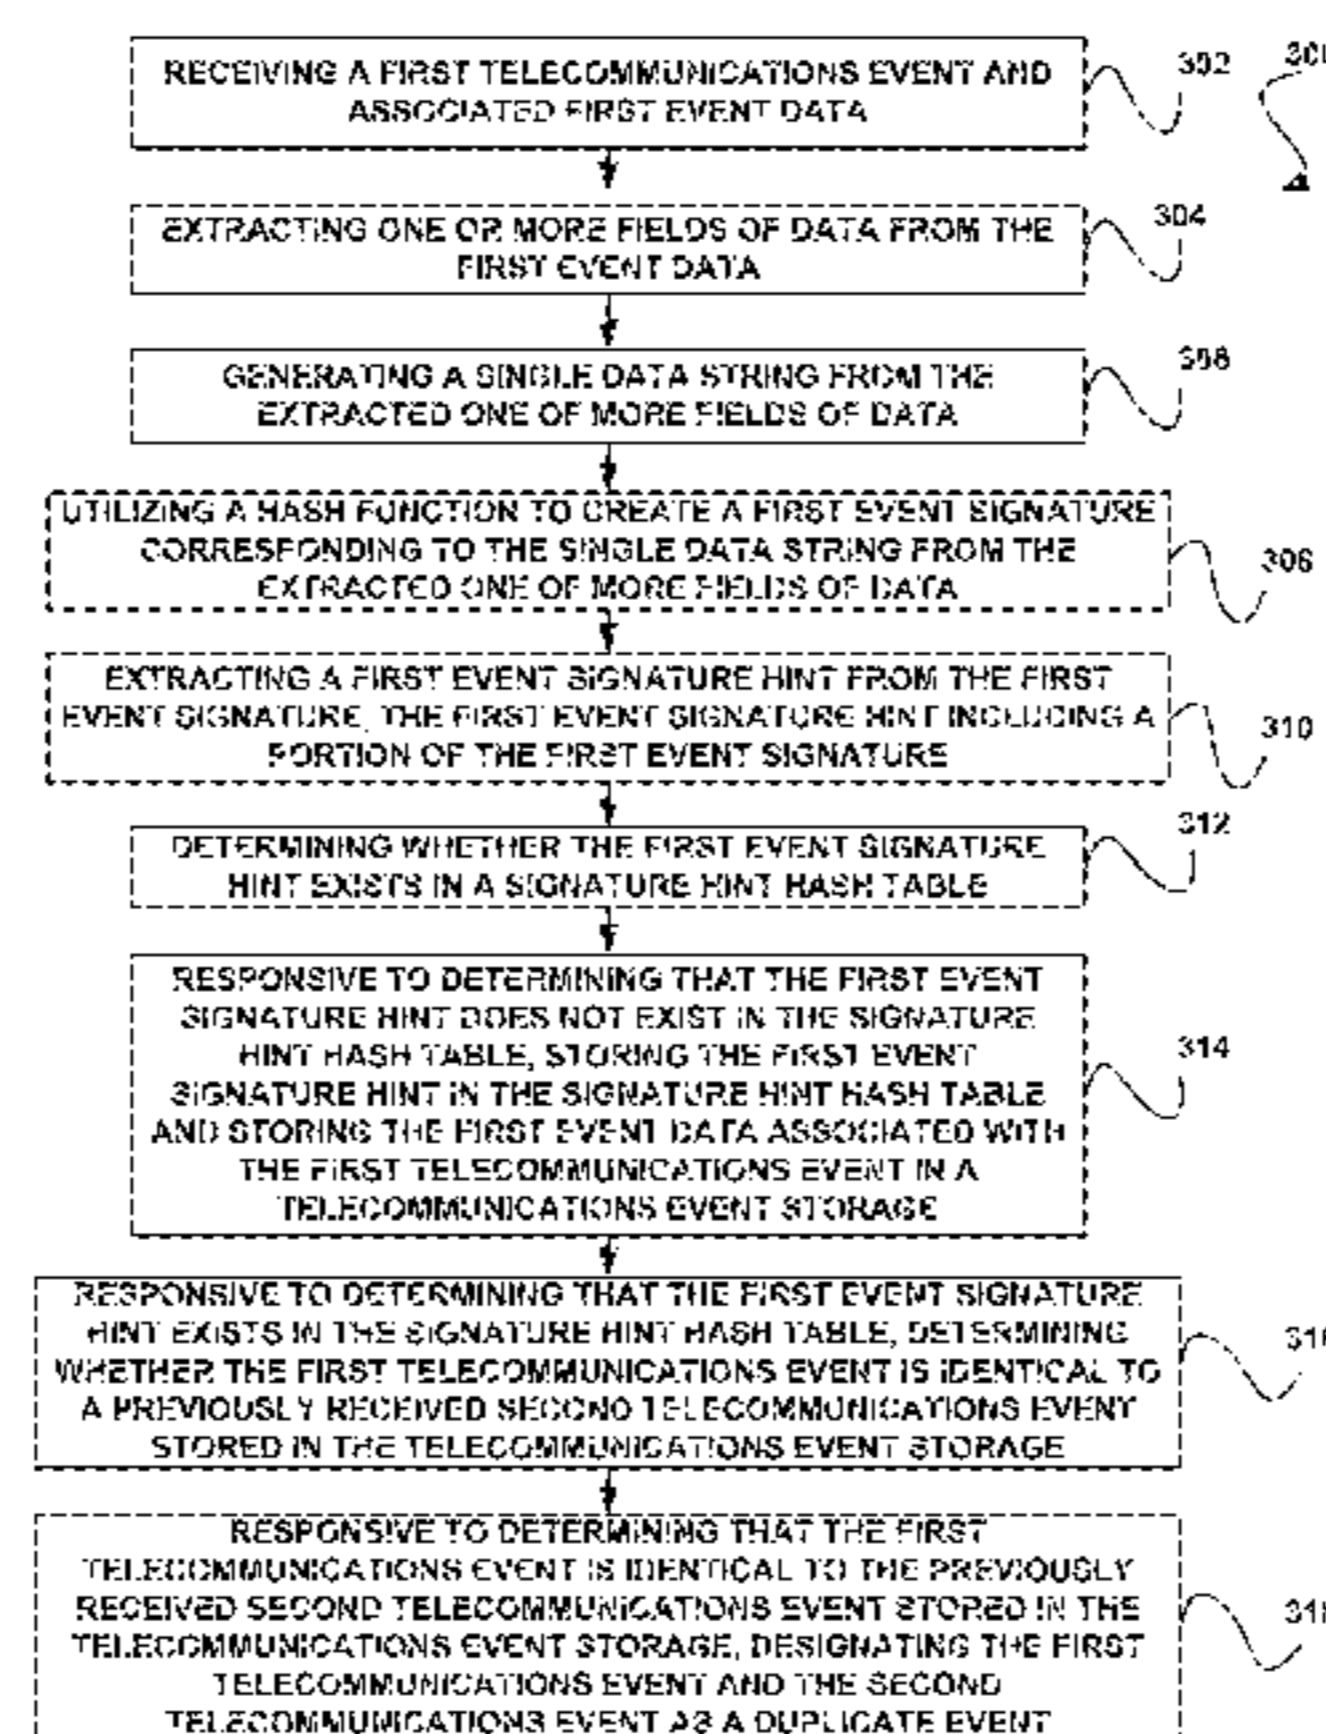 RECEIVING A FIRST TELECOMMUNICATIONS EVENT AND
ASSOCIATED FIRST EVENT DATA
302
EXTRACTING ONE OR MORE FIELDS OF DATA FROM THE
FIRST EVENT DATA
304
GENERATING A SINGLE DATA STRING FROM THE
EXTRACTED ONE OF MORE FIELDS OF DATA
UTILIZING A HASH FUNCTION TO CREATE A FIRST EVENT SIGNATURE
CORRESPONDING TO THE SINGLE DATA STRING FROM THE
EXTRACTED ONE OF MORE FIELDS OF DATA
EXTRACTING A FIRST EVENT SIGNATURE HINT FROM THE FIRST
EVENT SIGNATURE, THE FIRST EVENT SIGNATURE HINT INCLUDING A
PORTION OF THE FIRST EVENT SIGNATURE
310
DETERMINING WHETHER THE FIRST EVENT SIGNATURE
HINT EXISTS IN A SIGNATURE HINT HASH TABLE
312
RESPONSIVE TO DETERMINING THAT THE FIRST EVENT
SIGNATURE HINT DOES NOT EXIST IN THE SIGNATURE
HINT HASH TABLE, STORING THE FIRST EVENT
SIGNATURE HINT IN THE SIGNATURE HINT HASH TABLE
AND STORING THE FIRST EVENT DATA ASSOCIATED WITH
THE FIRST TELECOMMUNICATIONS EVENT IN A
TELECOMMUNICATIONS EVENT STORAGE
314
RESPONSIVE TO DETERMINING THAT THE FIRST EVENT SIGNATURE
HINT EXISTS IN THE SIGNATURE HINT HASH TABLE, DETERMINING
WHETHER THE FIRST TELECOMMUNICATIONS EVENT IS IDENTICAL TO
A PREVIOUSLY RECEIVED SECOND TELECOMMUNICATIONS EVENT
STORED IN THE TELECOMMUNICATIONS EVENT STORAGE
RESPONSIVE TO DETERMINING THAT THE FIRST
TELECOMMUNICATIONS EVENT IS IDENTICAL TO THE PREVIOUSLY
RECEIVED SECOND TELECOMMUNICATIONS EVENT STORED IN THE
TELECOMMUNICATIONS EVENT STORAGE, DESIGNATING THE FIRST
TELECOMMUNICATIONS EVENT AND THE SECOND
TELECOMMUNICATIONS EVENT AS A DUPLICATE EVENT